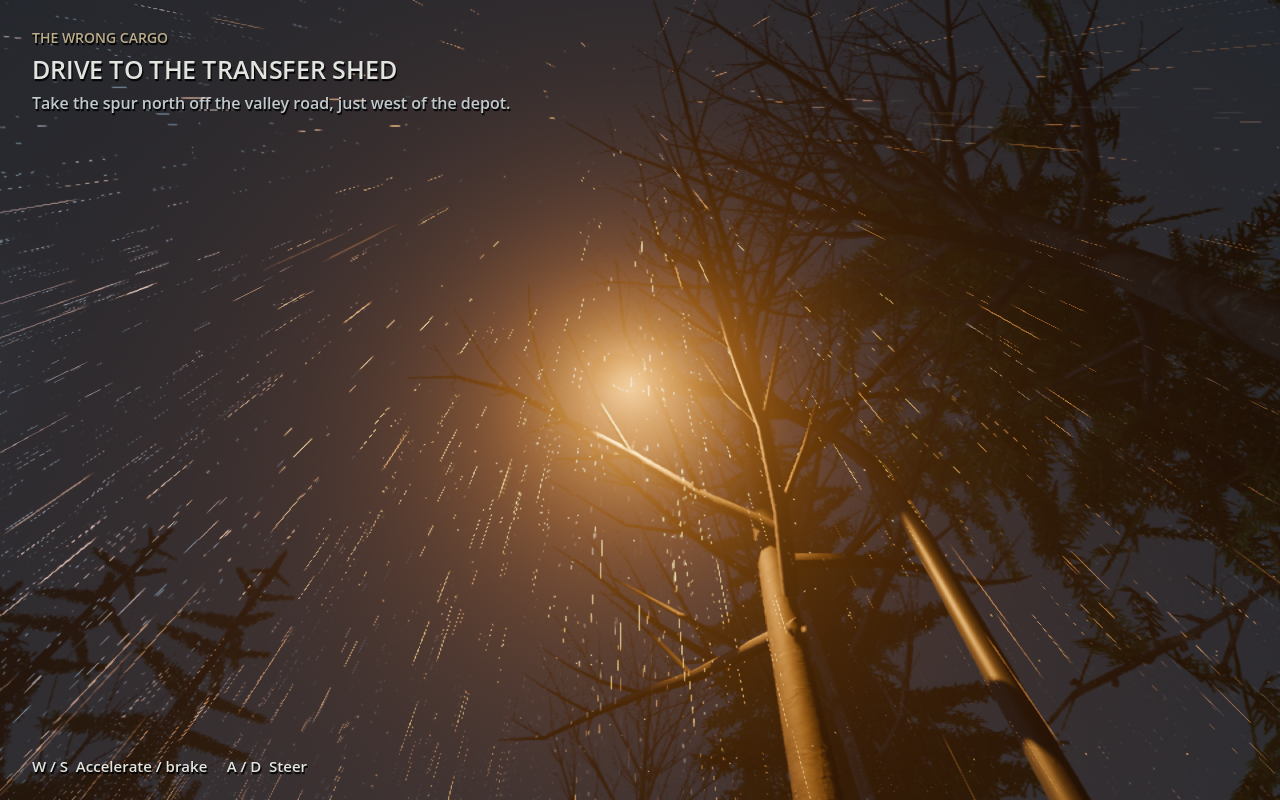 THE WRONG CARGO
DRIVE TO THE TRANSFER SHED
Take the spur north off the valley road, just west of the depot.
W / S Accelerate / brake A / D Steer